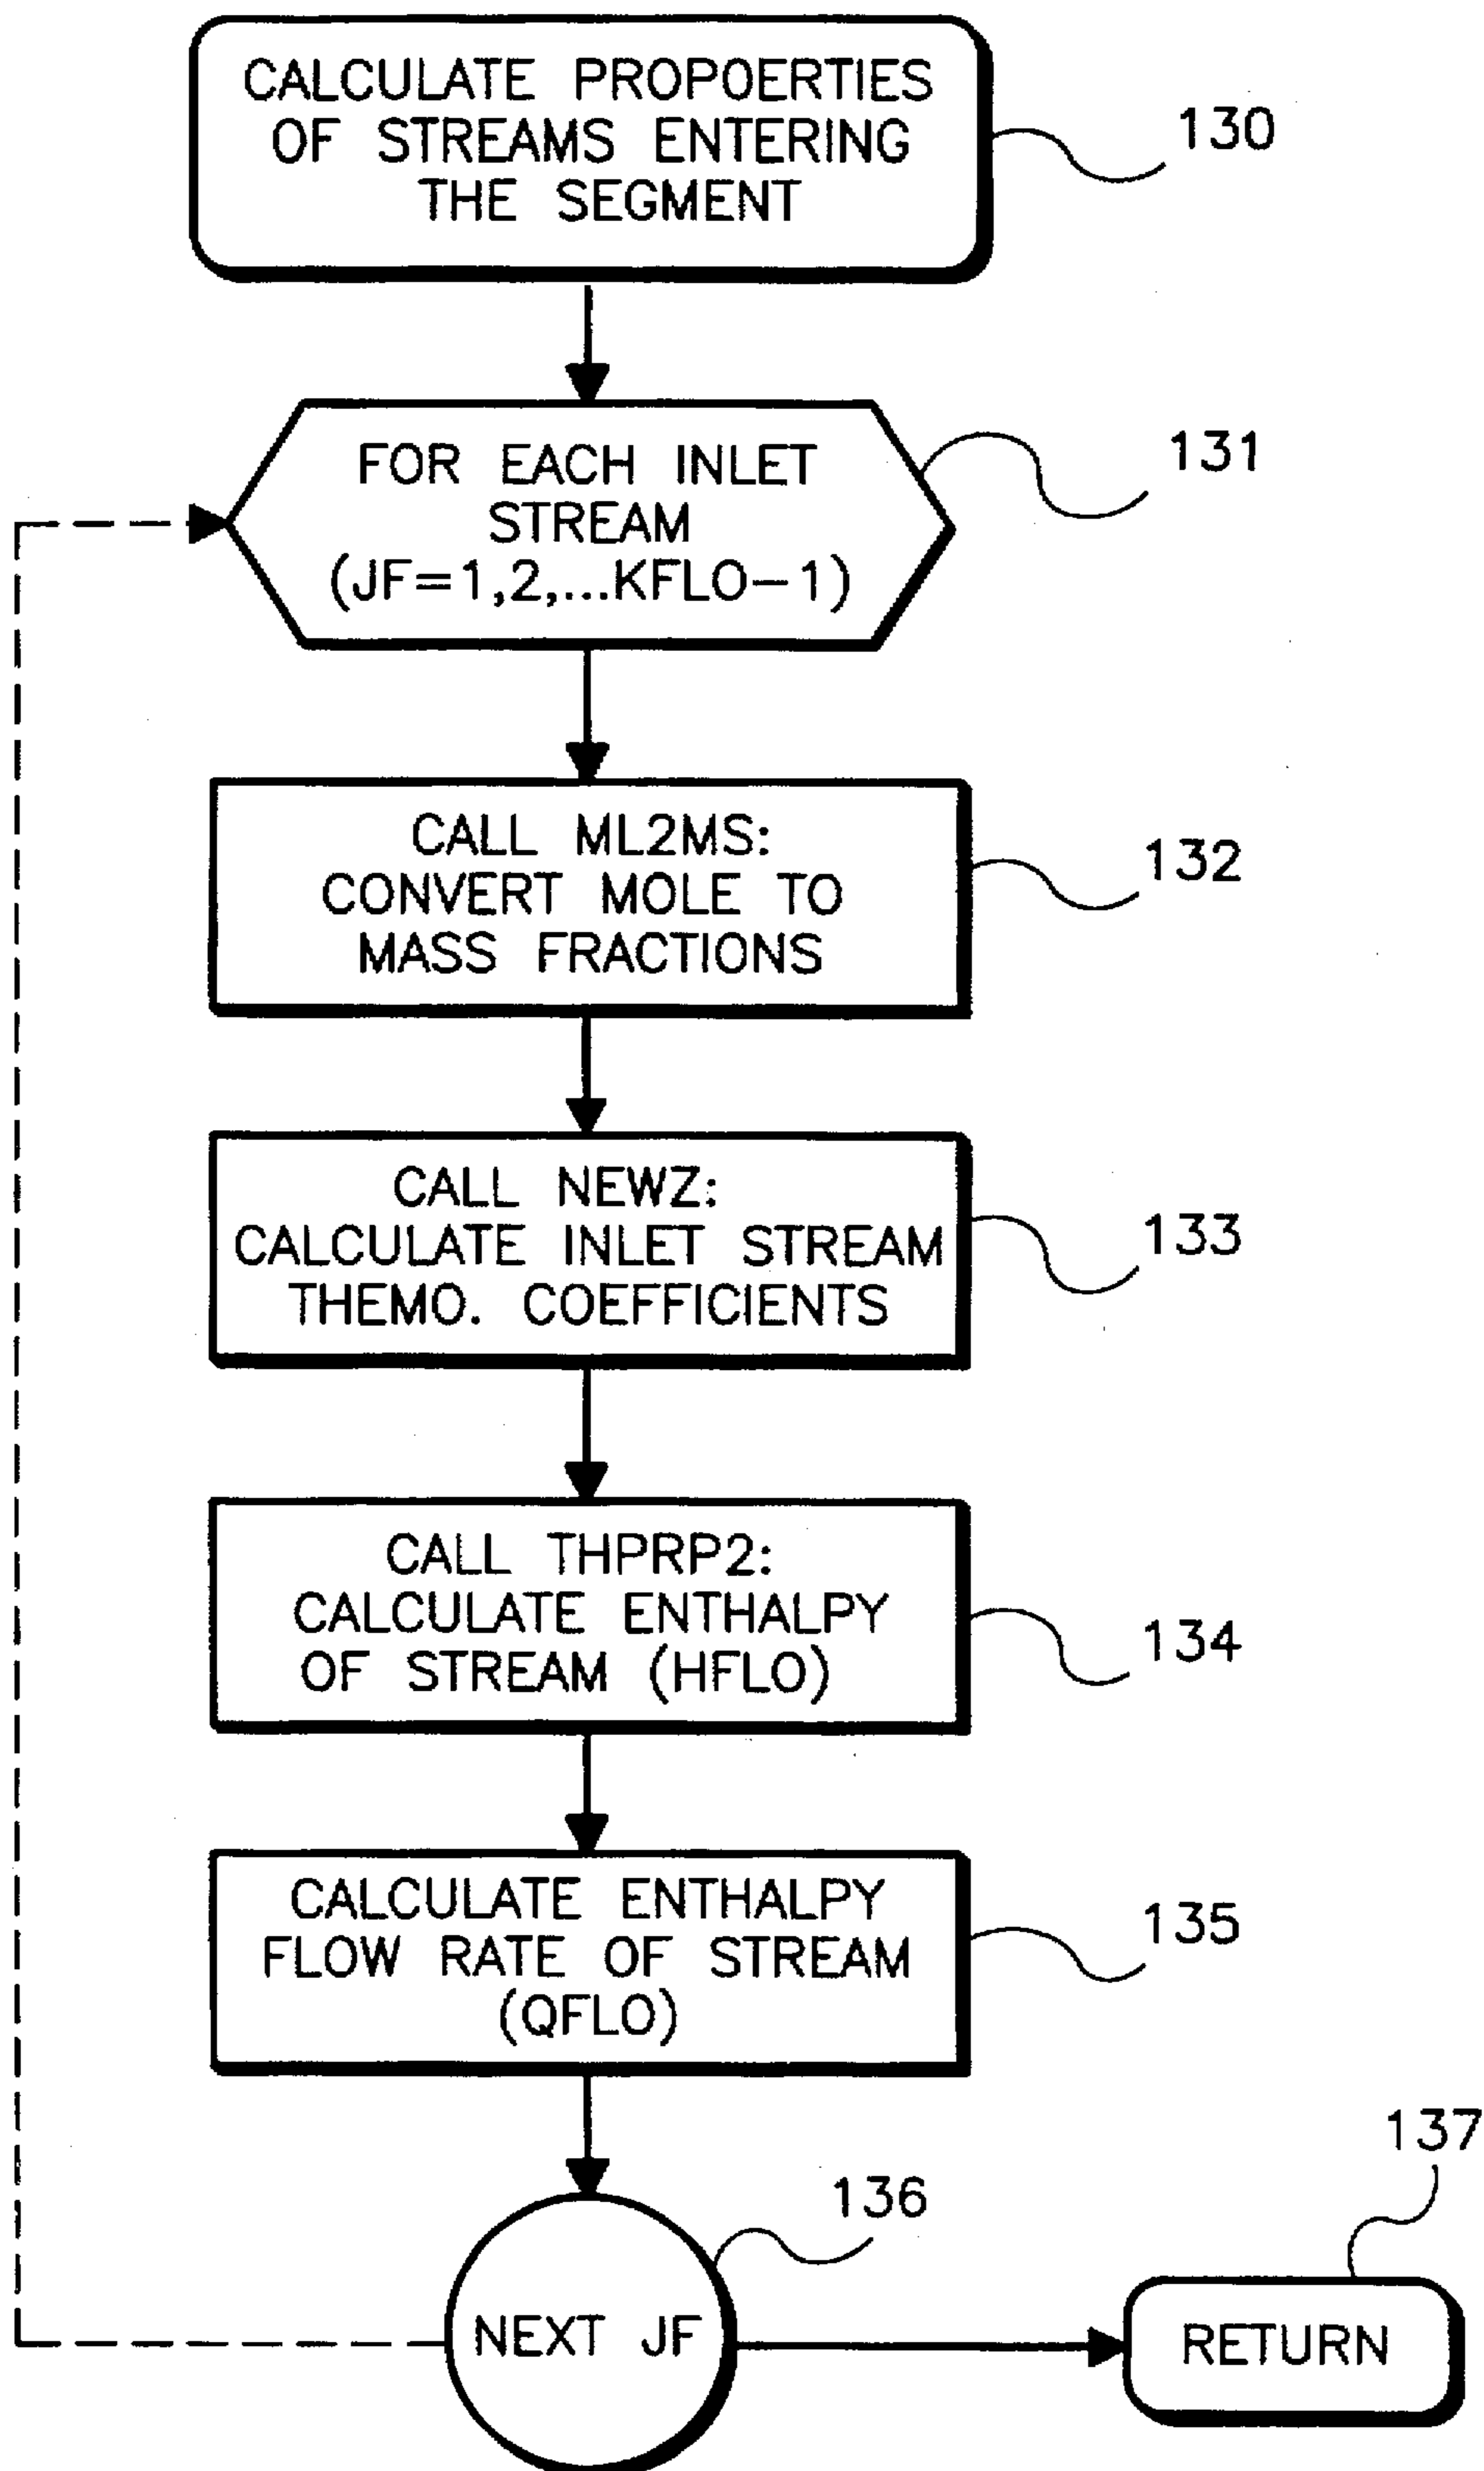 CALCULATE PROPOERTIES
OF STREAMS ENTERING
THE SEGMENT
130
FOR EACH INLET
STREAM
(JF=1,2,...KFLO-1)
131
CALL ML2MS:
CONVERT MOLE TO
MASS FRACTIONS
132
CALL NEWZ:
CALCULATE INLET STREAM
THEMO. COEFFICIENTS
133
CALL THPRP2:
CALCULATE ENTHALPY
OF STREAM (HFLO)
134
CALCULATE ENTHALPY
FLOW RATE OF STREAM
(QFLO)
135
NEXT JF
136
RETURN
137